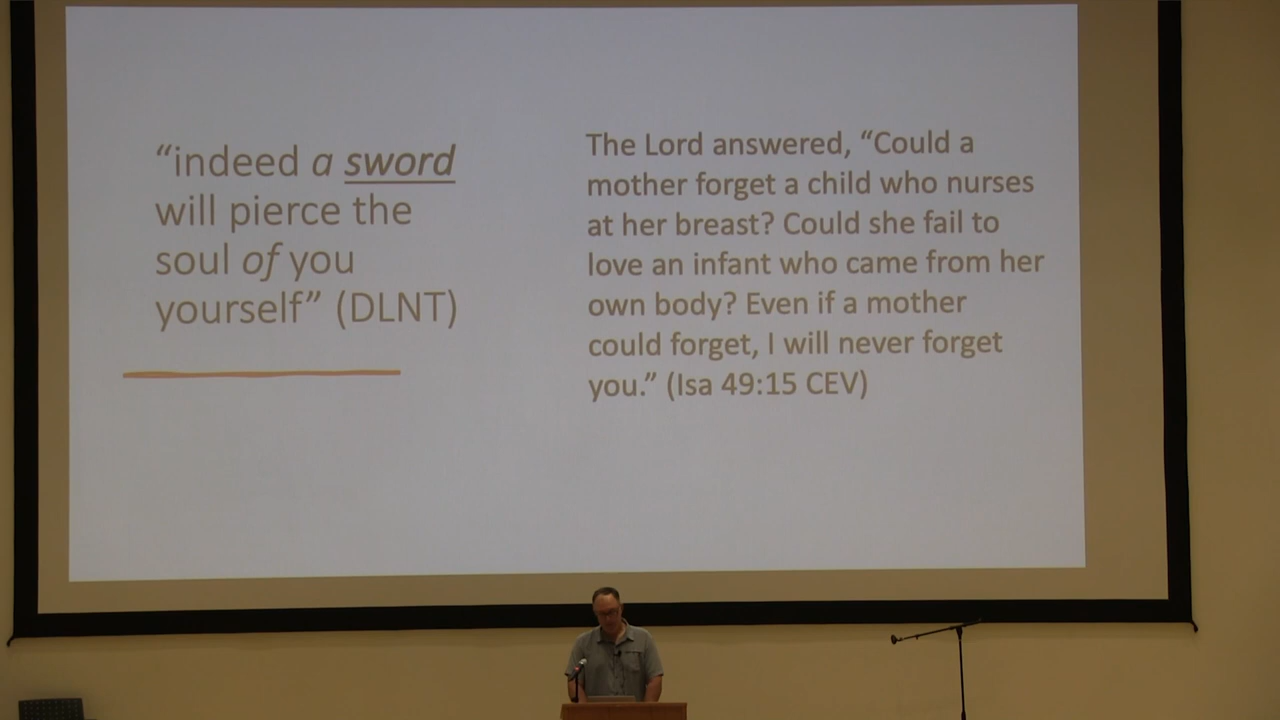 “indeed a sword
will pierce the
soul of you
yourself” (DLNT)
The Lord answered, “Could a
mother forget a child who nurses
at her breast? Could she fail to
love an infant who came from her
own body? Even if a mother
could forget, I will never forget
you.” (Isa 49:15 CEV)